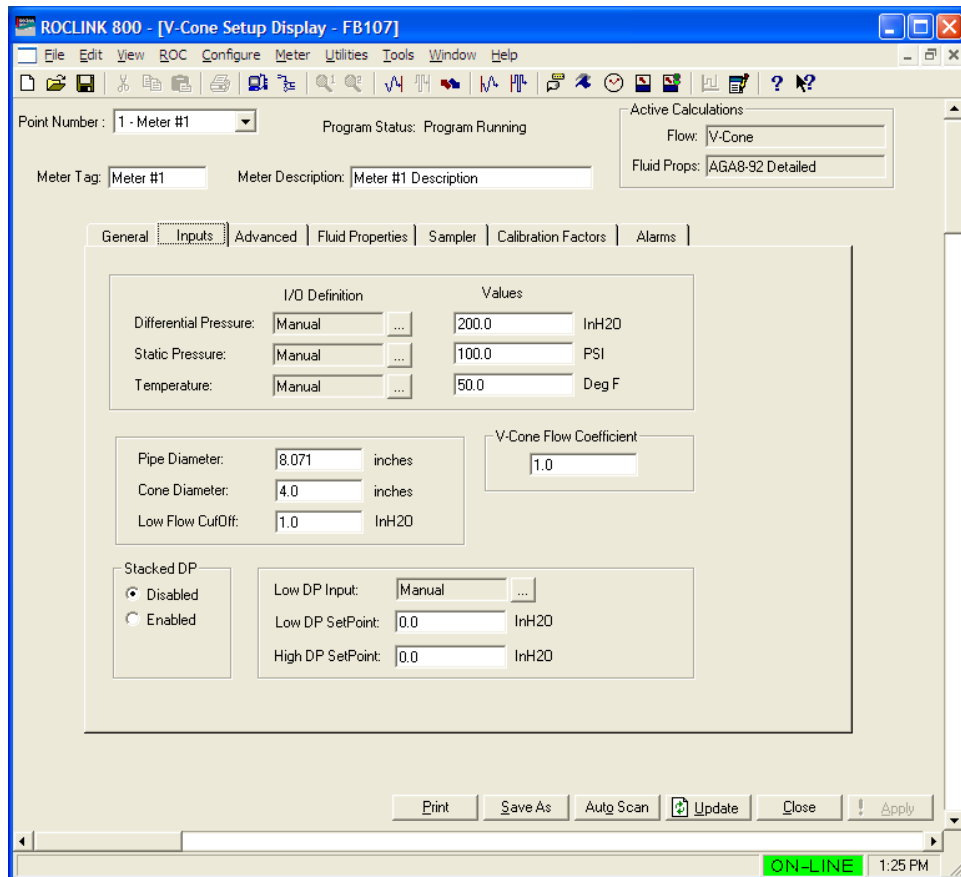 ROCLINK 800 - [V-Cone Setup Display - FB107]
File Edit View ROC Configure Meter Utilities Tools Window Help
Point Number : 1 - Meter #1
Program Status: Program Running
Active Calculations
Flow: V-Cone
Fluid Props: AGA8-92 Detailed
Meter Tag: Meter #1
Meter Description: Meter #1 Description
General Inputs Advanced Fluid Properties Sampler Calibration Factors Alarms
I/O Definition Values
Differential Pressure: Manual ... 200.0 InH2O
Static Pressure: Manual ... 100.0 PSI
Temperature: Manual ... 50.0 Deg F
Pipe Diameter: 8.071 inches
Cone Diameter: 4.0 inches
Low Flow CufOff: 1.0 InH2O
V-Cone Flow Coefficient
1.0
Stacked DP
Disabled
Enabled
Low DP Input: Manual ...
Low DP SetPoint: 0.0 InH2O
High DP SetPoint: 0.0 InH2O
Print Save As Auto Scan Update Close ! Apply
ON-LINE 1:25 PM